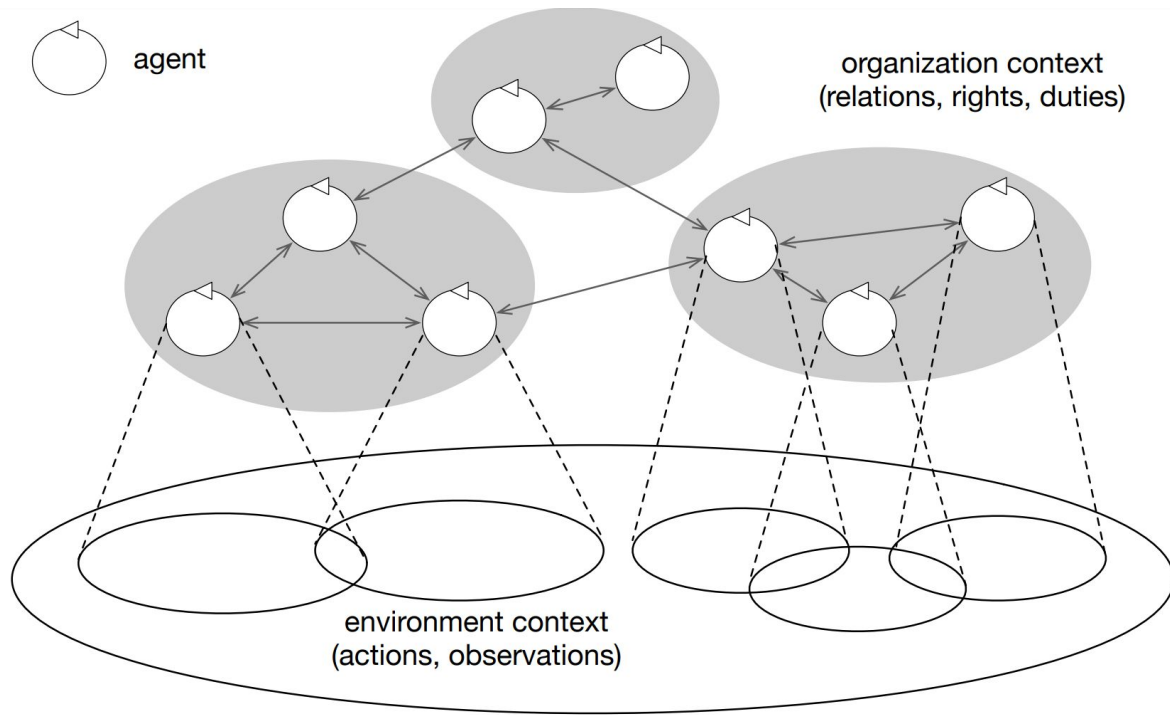 agent
organization context
(relations, rights, duties)
environment context
(actions, observations)